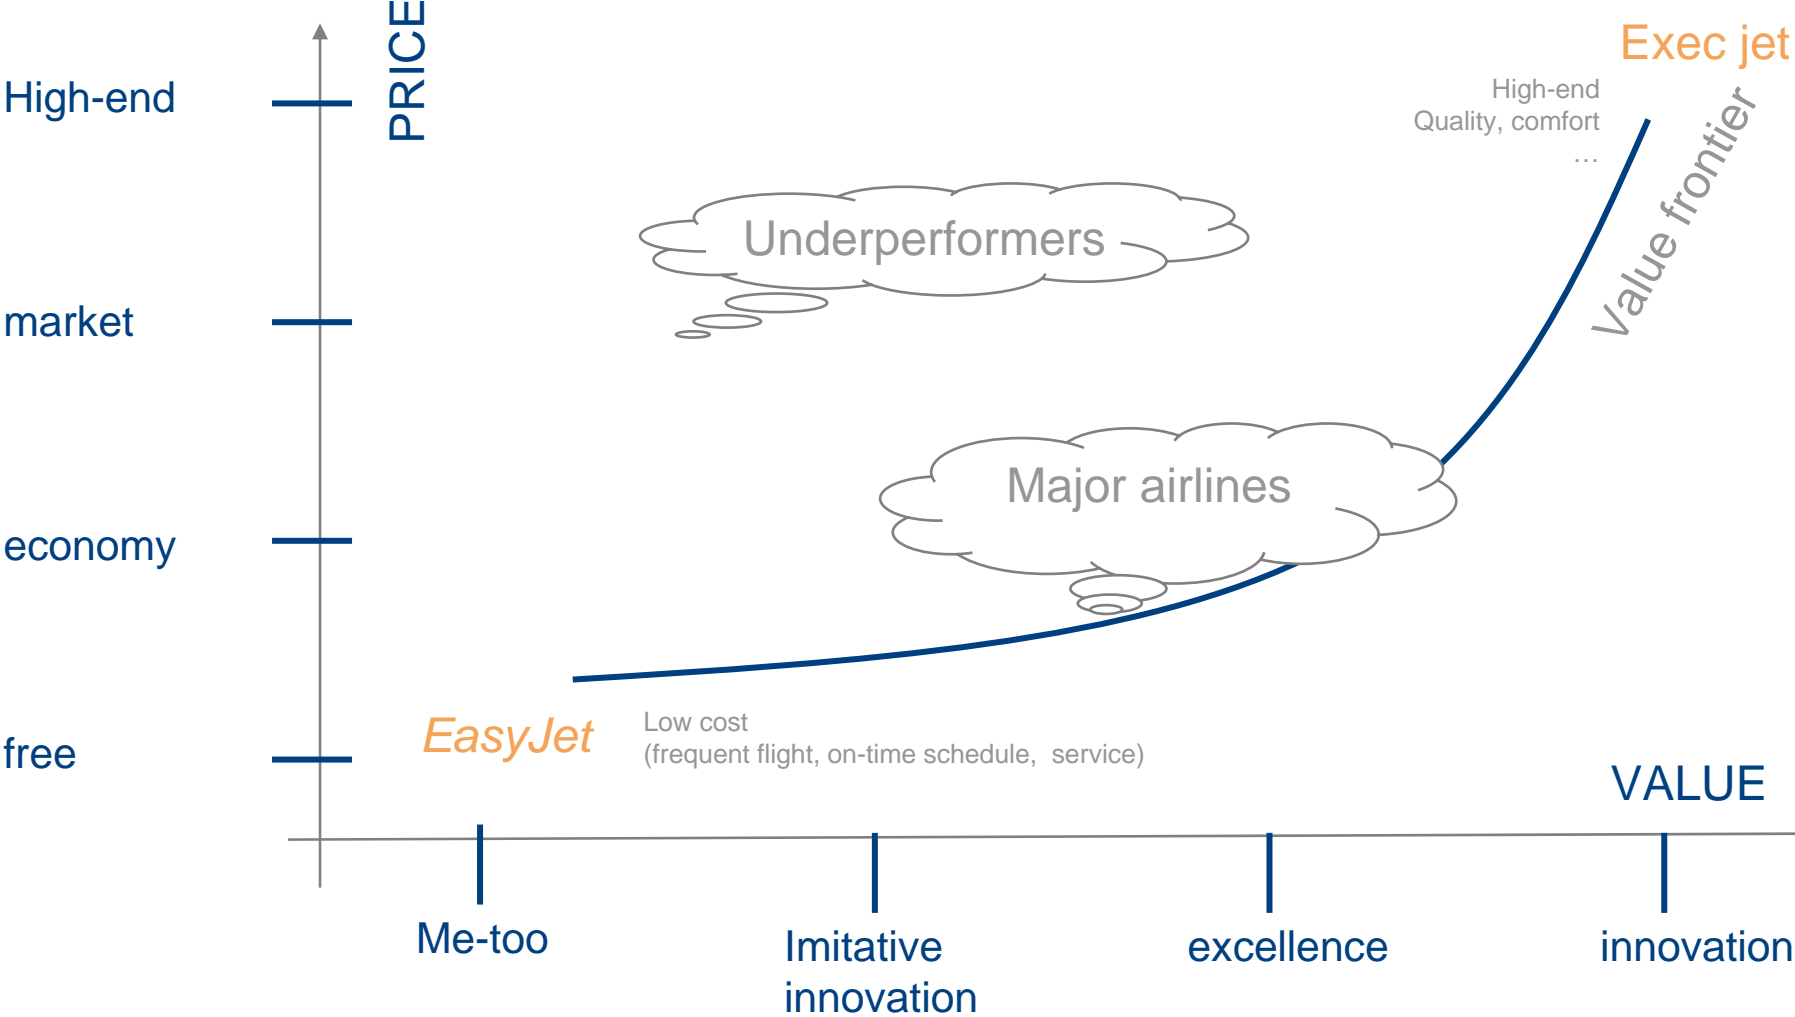 PRICE
Exec jet
High-end
High-end
Quality, comfort
…
Value frontier
Underperformers
market
Major airlines
economy
EasyJet
Low cost
(frequent flight, on-time schedule,  service)
free
VALUE
Me-too
Imitative
innovation
excellence
innovation